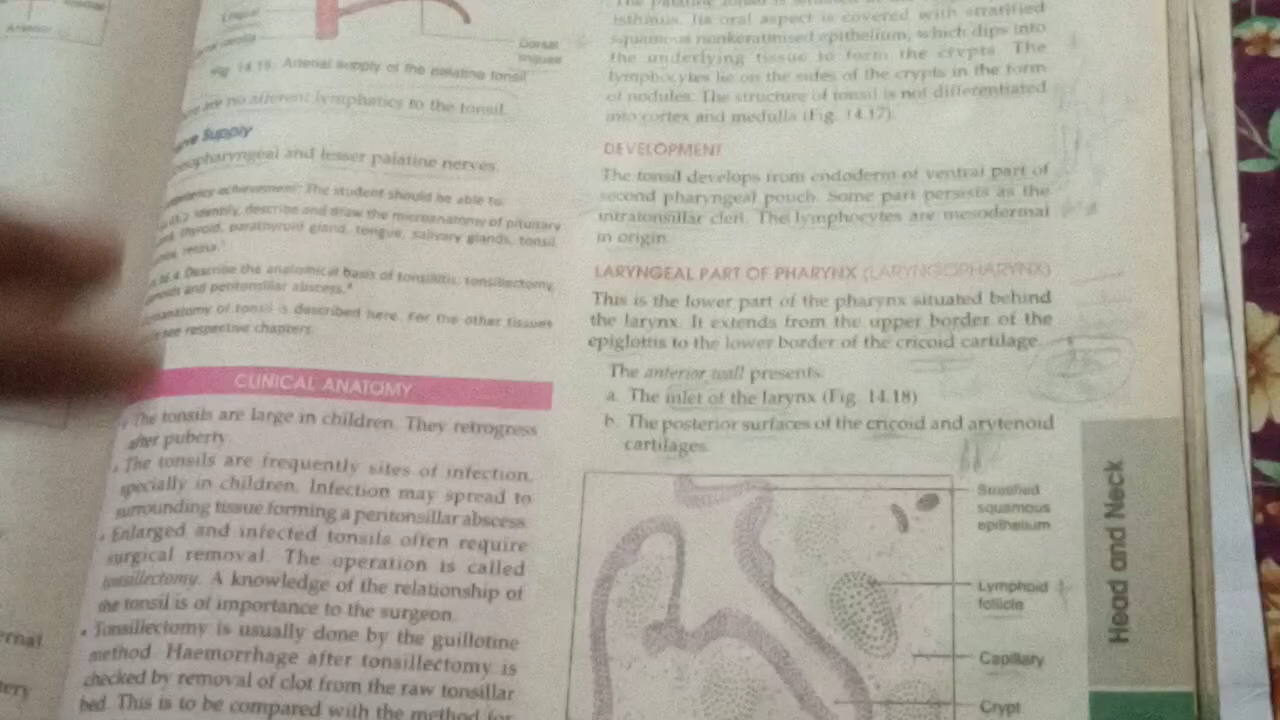 Dorsal
Fig. 14.16: Arterial supply of the palatine tonsil
are no afferent lymphatics to the tonsil.
Supply
and lesser palatine nerves.
achievement: The student should be able to:
identify, describe and draw the microanatomy of pituitary
thyroid, parathyroid gland, tongue, salivary glands, tonsil,
retina.
Describe the anatomical basis of tonsilitis, tonsillectomy,
and peritonsillar abscess.
of tonsil is described here. For the other tissues
see respective chapters.
CLINICAL ANATOMY
• The tonsils are large in children. They retrogress
after puberty.
• The tonsils are frequently sites of infection,
specially in children. Infection may spread to
surrounding tissue forming a peritonsillar abscess.
• Enlarged and infected tonsils often require
surgical removal. The operation is called
tonsillectomy. A knowledge of the relationship of
the tonsil is of importance to the surgeon.
• Tonsillectomy is usually done by the guillotine
method. Haemorrhage after tonsillectomy is
checked by removal of clot from the raw tonsillar
bed. This is to be compared with the method for
isthmus. Its oral aspect is covered with stratified
squamous nonkeratinised epithelium, which dips into
the underlying tissue to form the crypts. The
lymphocytes lie on the sides of the crypts in the form
of nodules. The structure of tonsil is not differentiated
into cortex and medulla (Fig. 14.17).
DEVELOPMENT
The tonsil develops from endoderm of ventral part of
second pharyngeal pouch. Some part persists as the
intratonsillar cleft. The lymphocytes are mesodermal
in origin.
LARYNGEAL PART OF PHARYNX (LARYNGOPHARYNX)
This is the lower part of the pharynx situated behind
the larynx. It extends from the upper border of the
epiglottis to the lower border of the cricoid cartilage.
The anterior wall presents:
a. The inlet of the larynx (Fig. 14.18)
b. The posterior surfaces of the cricoid and arytenoid
cartilages.
Stratified
squamous
epithelium
Lymphoid
follicle
Capillary
Crypt
Head and Neck